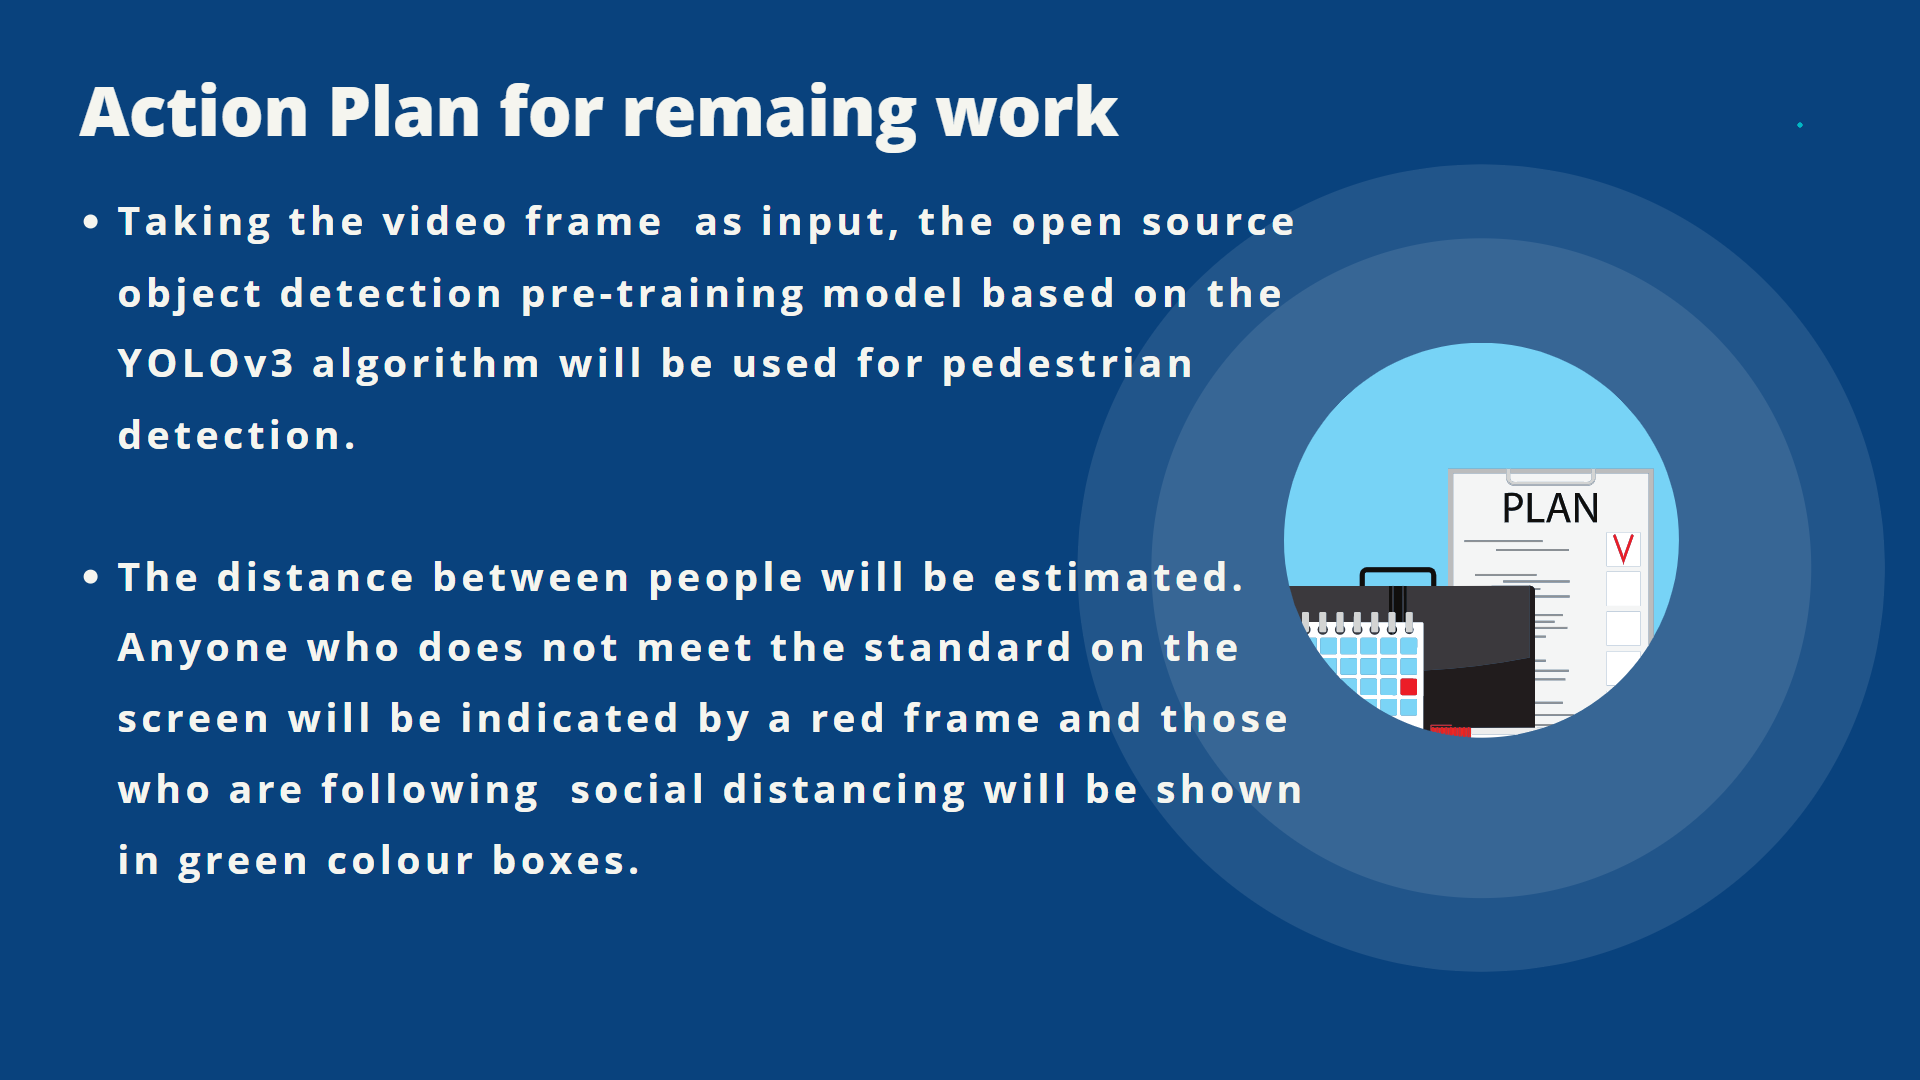 Action Plan for remaing work
• Taking the video frame  as input, the open source
object detection pre-training model based on the
YOLOv3 algorithm will be used for pedestrian
detection.
• The distance between people will be estimated.
Anyone who does not meet the standard on the
screen will be indicated by a red frame and those
who are following  social distancing will be shown
in green colour boxes.
PLAN